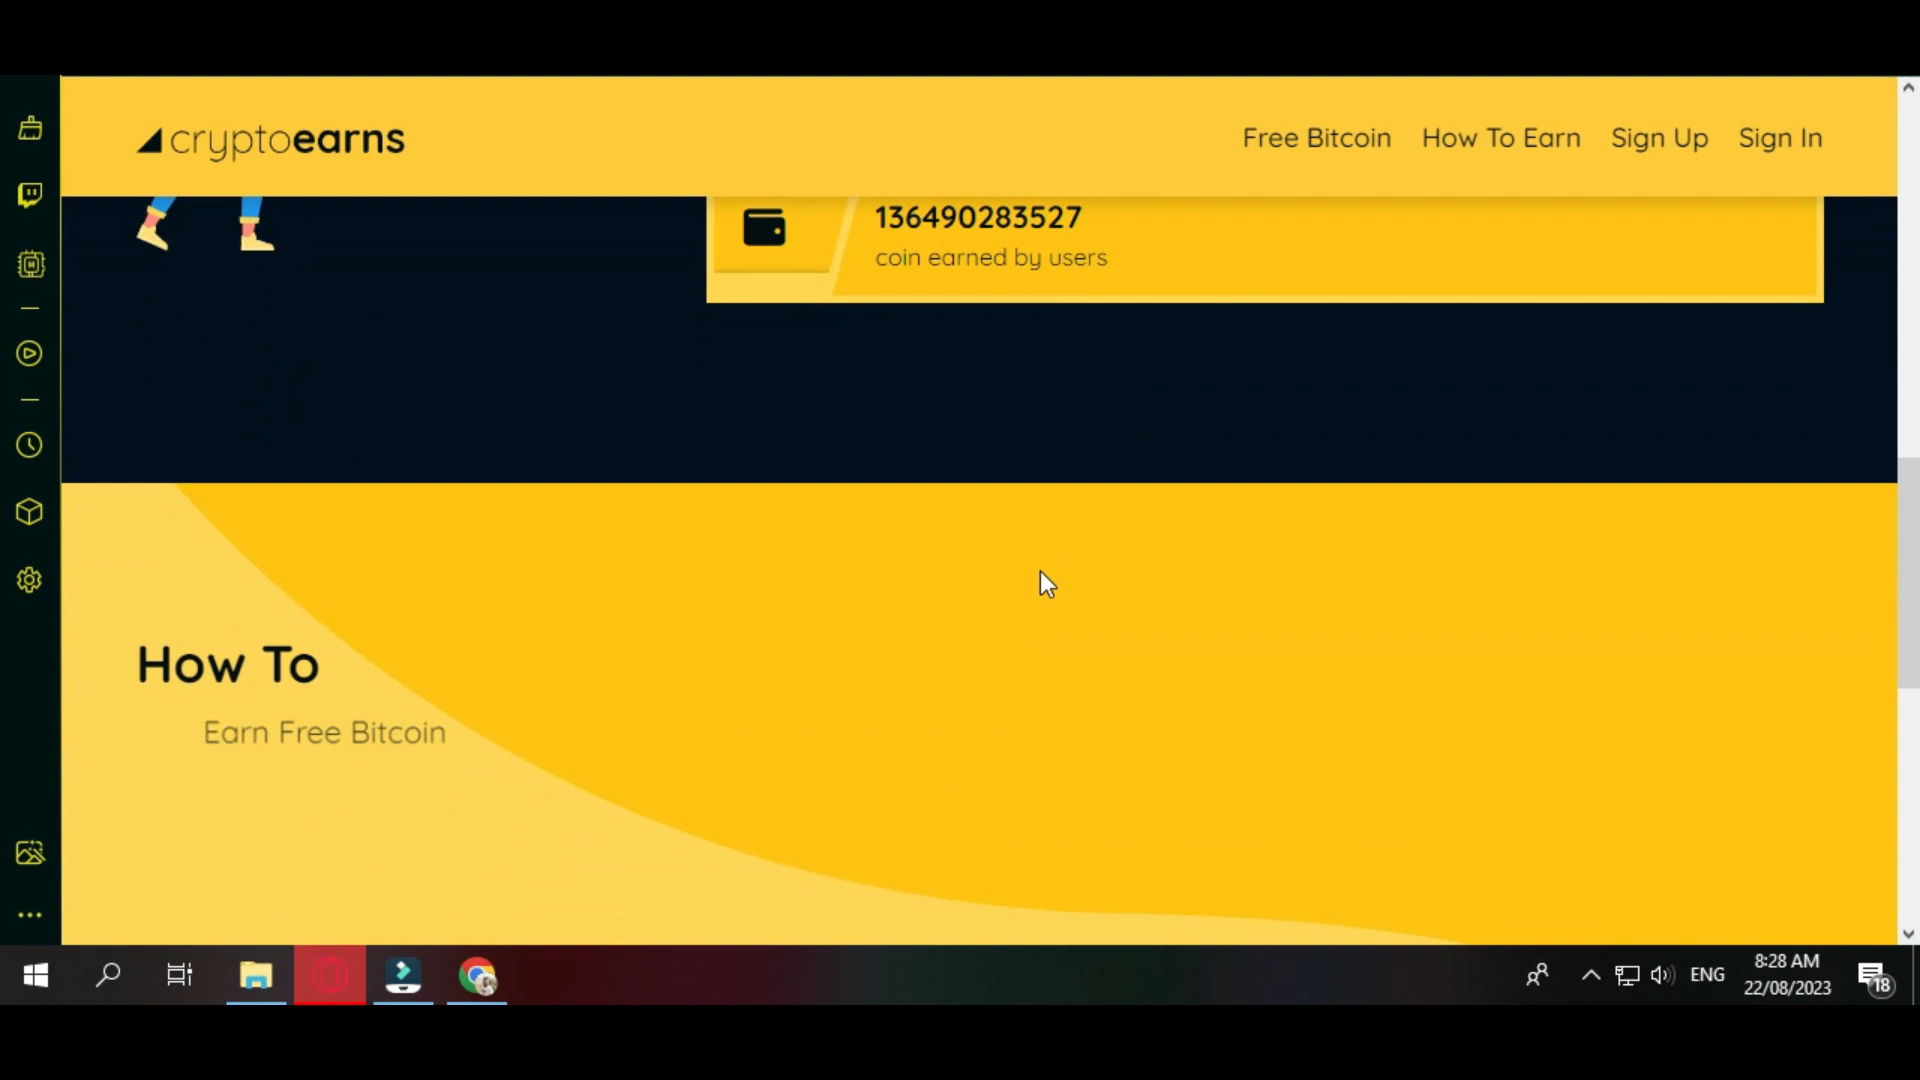 cryptoearns
Free Bitcoin How To Earn Sign Up Sign In
136490283527
coin earned by users
How To
Earn Free Bitcoin
ENG
8:28 AM
22/08/2023
18